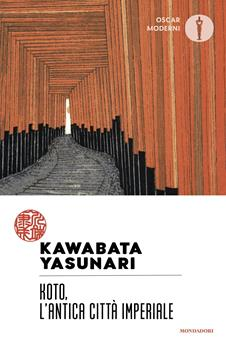 OSCAR
MODERNI
KAWABATA
YASUNARI
KOTO,
L'ANTICA CITTÀ IMPERIALE
MONDADORI